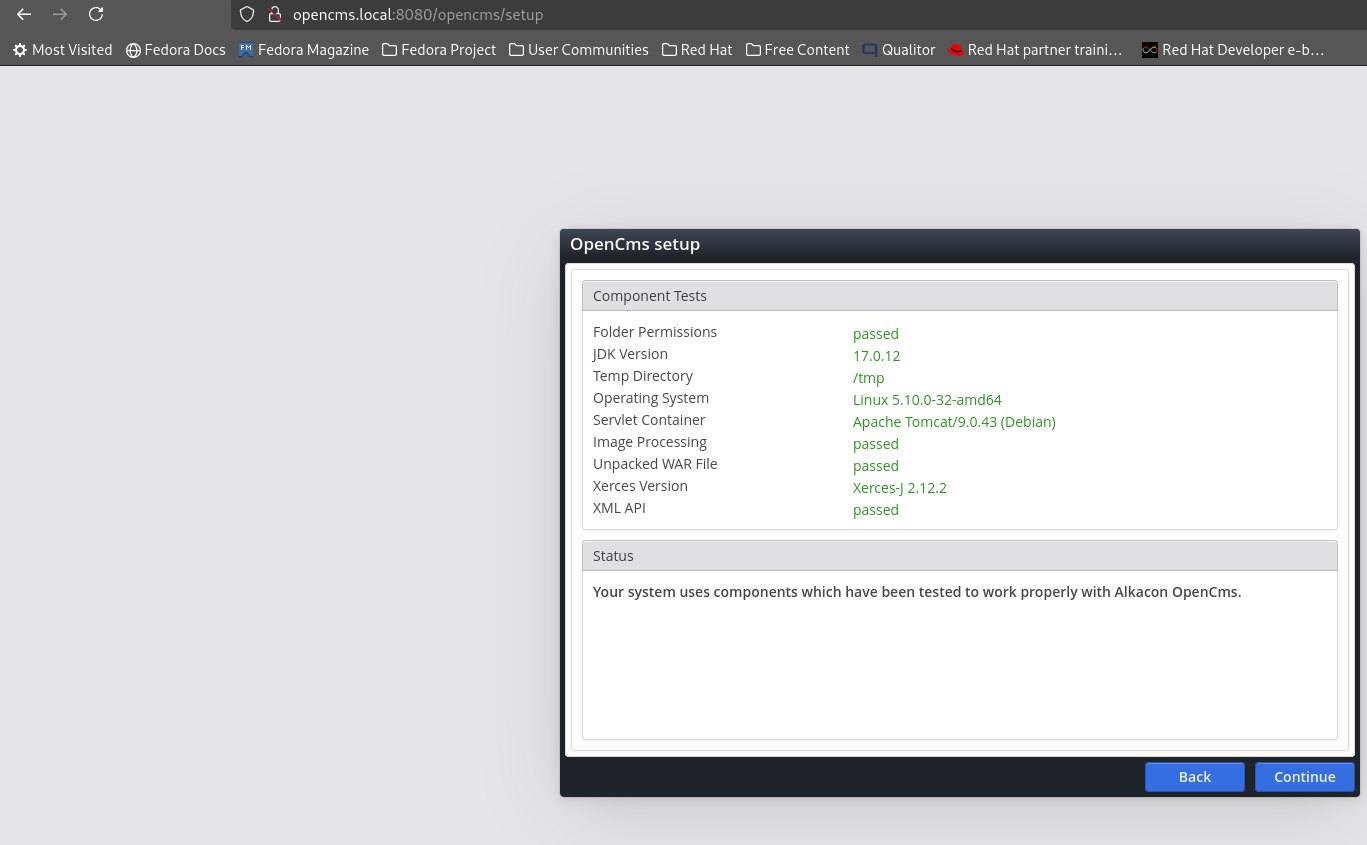 opencms.local:8080/opencms/setup
Most Visited Fedora Docs Fedora Magazine Fedora Project User Communities Red Hat Free Content Qualitor Red Hat partner traini… Red Hat Developer e-b…
OpenCms setup
Component Tests
Folder Permissions passed
JDK Version 17.0.12
Temp Directory /tmp
Operating System Linux 5.10.0-32-amd64
Servlet Container Apache Tomcat/9.0.43 (Debian)
Image Processing passed
Unpacked WAR File passed
Xerces Version Xerces-J 2.12.2
XML API passed
Status
Your system uses components which have been tested to work properly with Alkacon OpenCms.
Back Continue